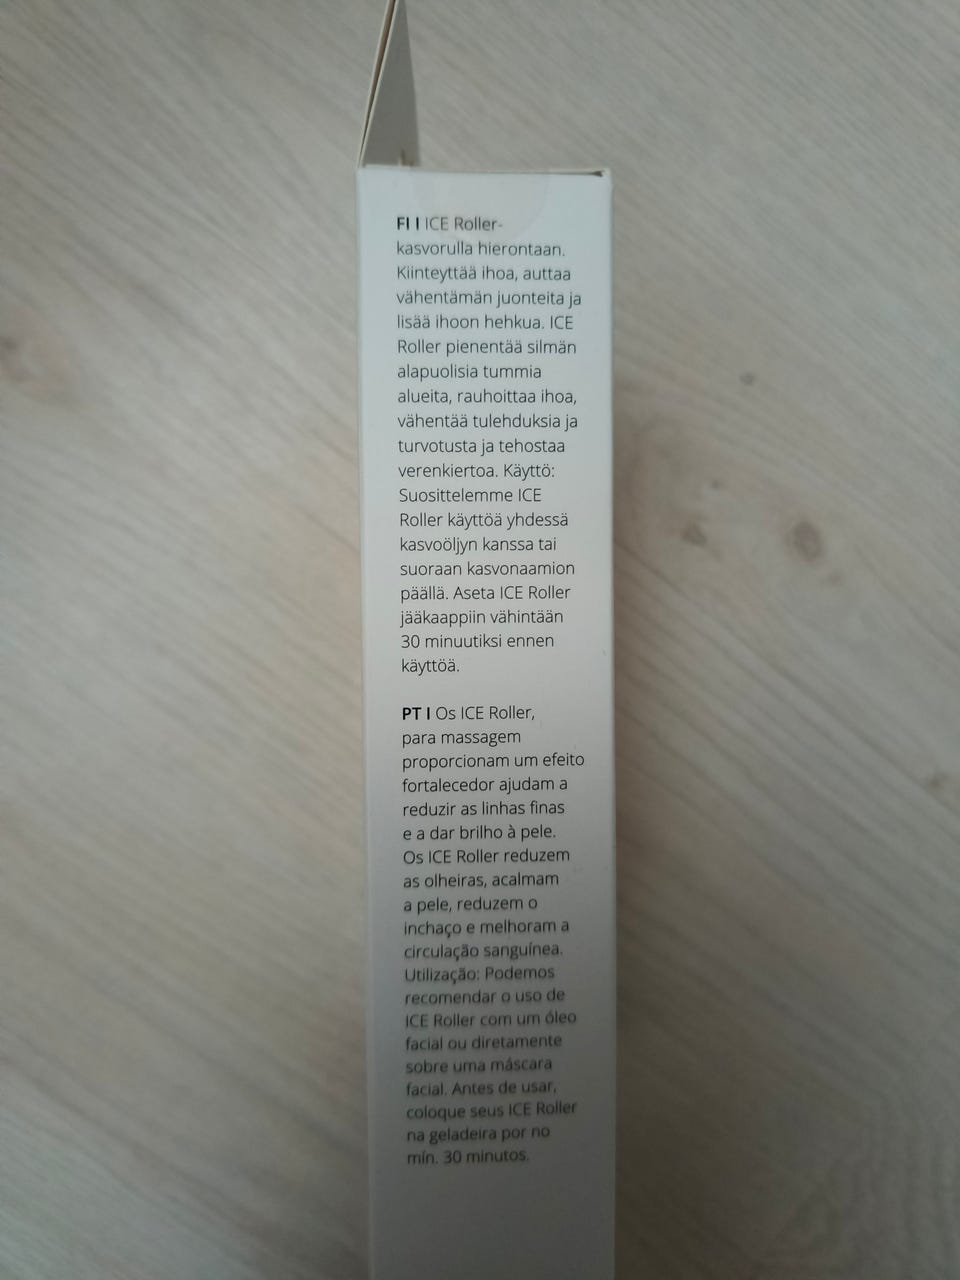 FI I ICE Roller-
kasvorulla hierontaan.
Kiinteyttää ihoa, auttaa
vähentämän juonteita ja
lisää ihoon hehkua. ICE
Roller pienentää silmän
alapuolisia tummia
alueita, rauhoittaa ihoa,
vähentää tulehduksia ja
turvotusta ja tehostaa
verenkiertoa. Käyttö:
Suosittelemme ICE
Roller käyttöä yhdessä
kasvoöljyn kanssa tai
suoraan kasvonaamion
päällä. Aseta ICE Roller
jääkaappiin vähintään
30 minuutiksi ennen
käyttöä.
PT I Os ICE Roller,
para massagem
proporcionam um efeito
fortalecedor ajudam a
reduzir as linhas finas
e a dar brilho à pele.
Os ICE Roller reduzem
as olheiras, acalmam
a pele, reduzem o
inchaço e melhoram a
circulação sanguínea.
Utilização: Podemos
recomendar o uso de
ICE Roller com um óleo
facial ou diretamente
sobre uma máscara
facial. Antes de usar,
coloque seus ICE Roller
na geladeira por no
mín. 30 minutos.